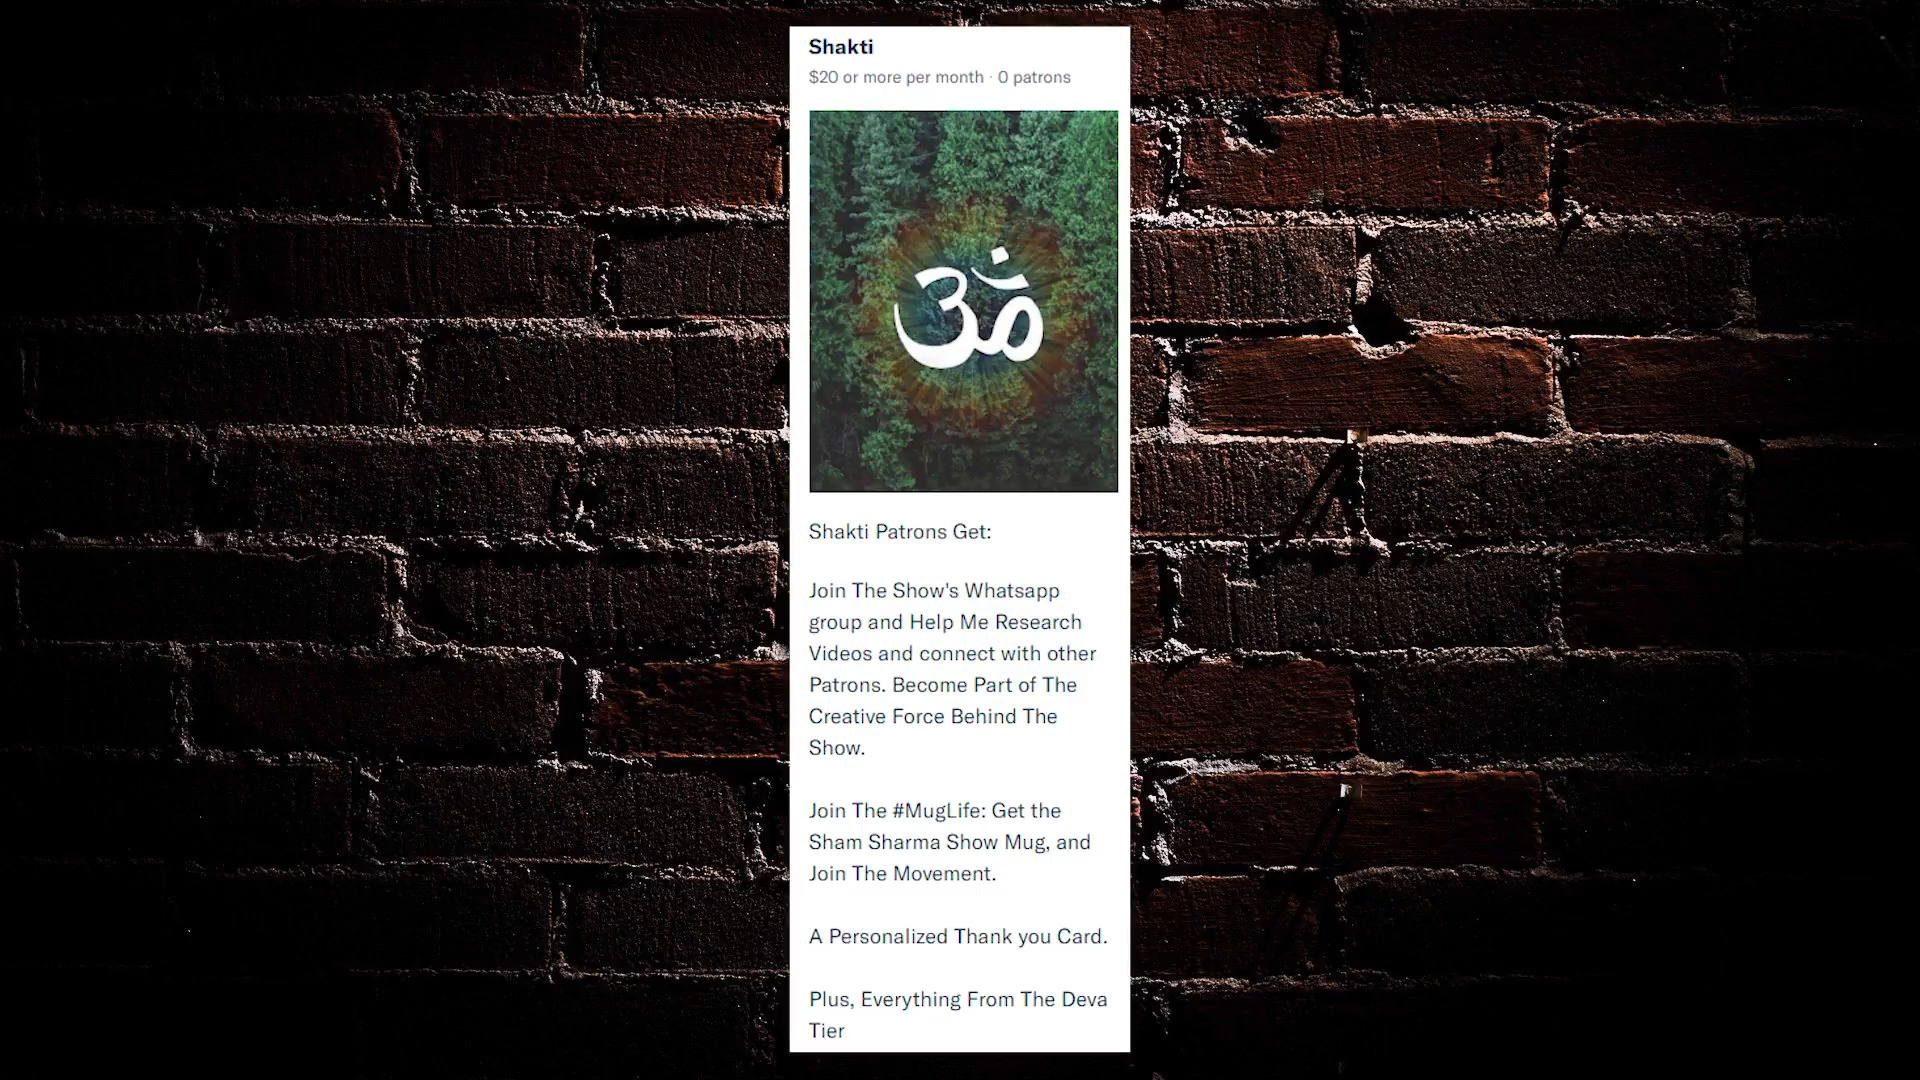 Shakti
$20 or more per month · 0 patrons
ॐ
Shakti Patrons Get:
Join The Show's Whatsapp
group and Help Me Research
Videos and connect with other
Patrons. Become Part of The
Creative Force Behind The
Show.
Join The #MugLife: Get the
Sham Sharma Show Mug, and
Join The Movement.
A Personalized Thank you Card.
Plus, Everything From The Deva
Tier